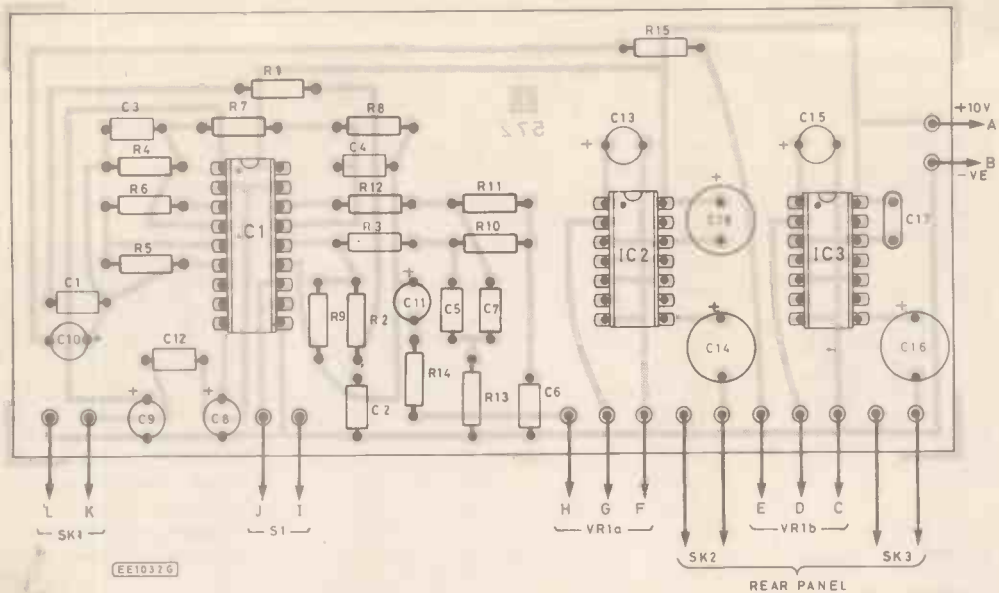 R15
R1
C3
R7
R8
572
C13
C15
+10V
A
B
-VE
R4
C4
R6
R12
R11
IC1
IC2
IC3
C17
R3
R10
R5
C1
C10
R9
R2
C11
C5
C7
C12
C14
C16
R14
R13
C6
C2
C9
C8
L K
J I
H G F
E D C
SK1
S1
VR1a
VR1b
SK2
SK3
EE1032G
REAR PANEL